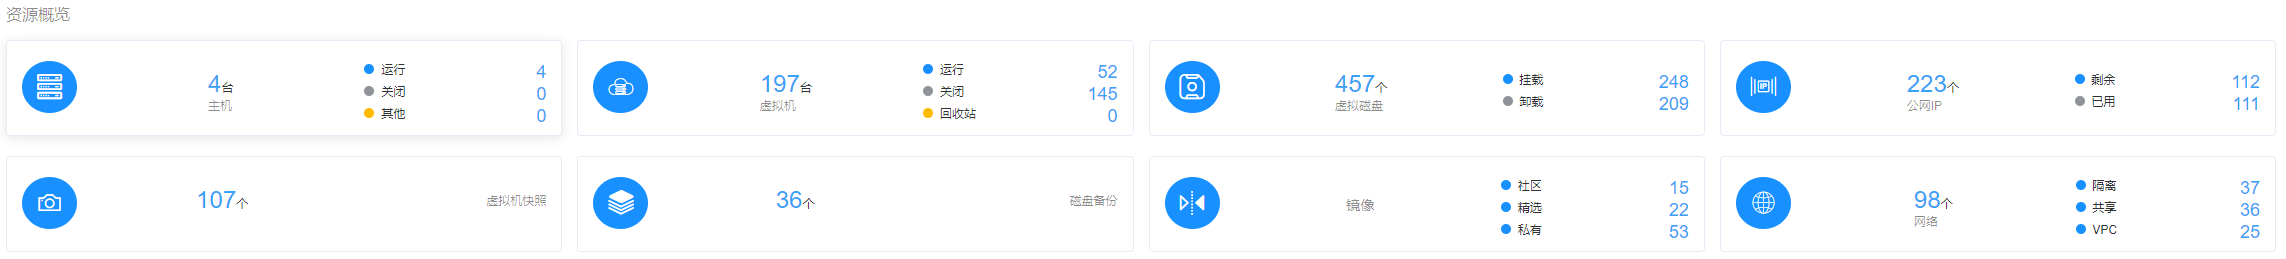 资源概览
4台
主机
运行 4
关闭 0
其他 0
197台
虚拟机
运行 52
关闭 145
回收站 0
457个
虚拟磁盘
挂载 248
卸载 209
IP
223个
公网IP
剩余 112
已用 111
107个
虚拟机快照
36个
磁盘备份
镜像
社区 15
精选 22
私有 53
98个
网络
隔离 37
共享 36
VPC 25